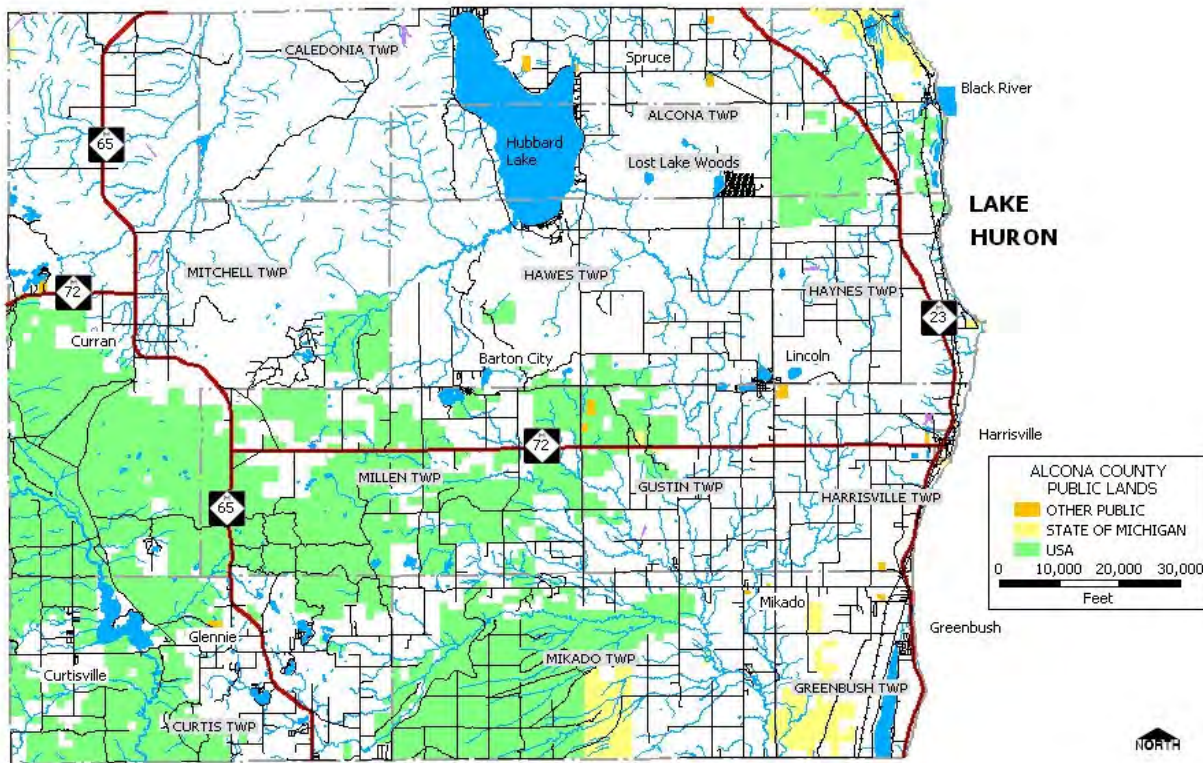 CALEDONIA TWP
Spruce
Black River
ALCONA TWP
M
65
Hubbard
Lake
Lost Lake Woods
LAKE
HURON
MITCHELL TWP
HAWES TWP
HAYNES TWP
M
72
23
Curran
Barton City
Lincoln
Harrisville
M
72
MILLEN TWP
GUSTIN TWP
HARRISVILLE TWP
M
65
ALCONA COUNTY
PUBLIC LANDS
OTHER PUBLIC
STATE OF MICHIGAN
USA
0 10,000 20,000 30,000
Feet
Mikado
Glennie
Greenbush
Curtisville
MIKADO TWP
GREENBUSH TWP
CURTIS TWP
NORTH